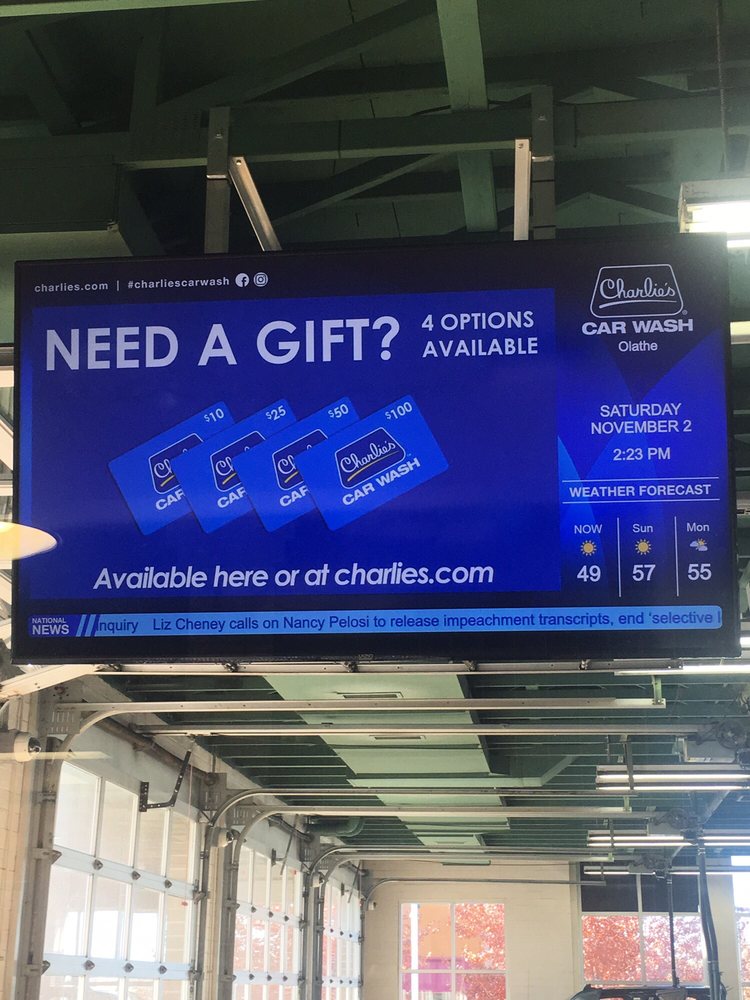 charlies.com | #charliescarwash
NEED A GIFT?
4 OPTIONS
AVAILABLE
$10
$25
$50
$100
Charlie's
CAR WASH
Available here or at charlies.com
Charlie's
CAR WASH
Olathe
SATURDAY
NOVEMBER 2
2:23 PM
WEATHER FORECAST
NOW Sun Mon
49 57 55
NATIONAL
NEWS
nquiry Liz Cheney calls on Nancy Pelosi to release impeachment transcripts, end 'selective l